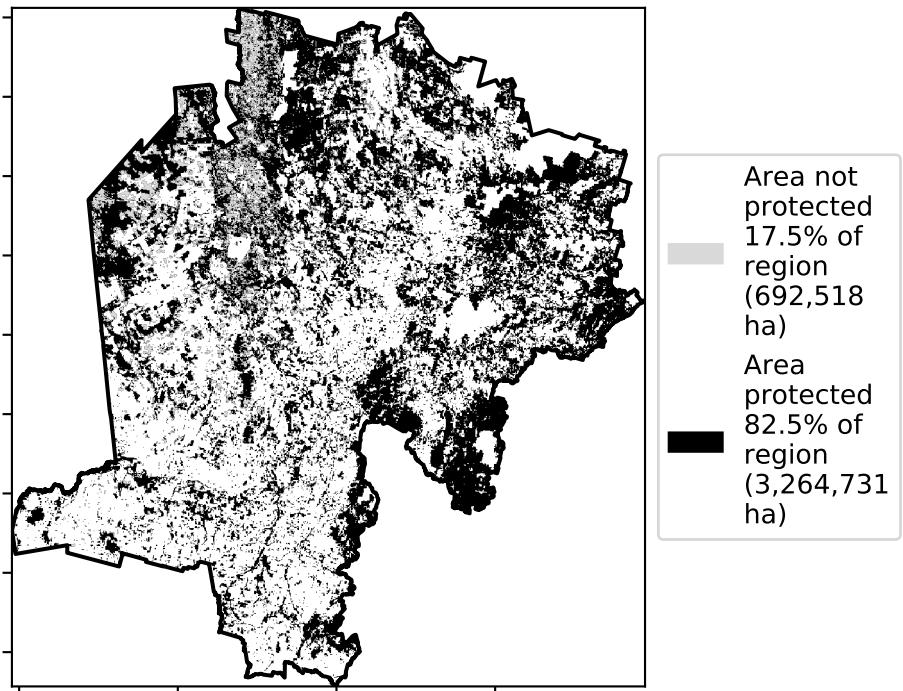 Area not
protected
17.5% of
region
(692,518
ha)
Area
protected
82.5% of
region
(3,264,731
ha)